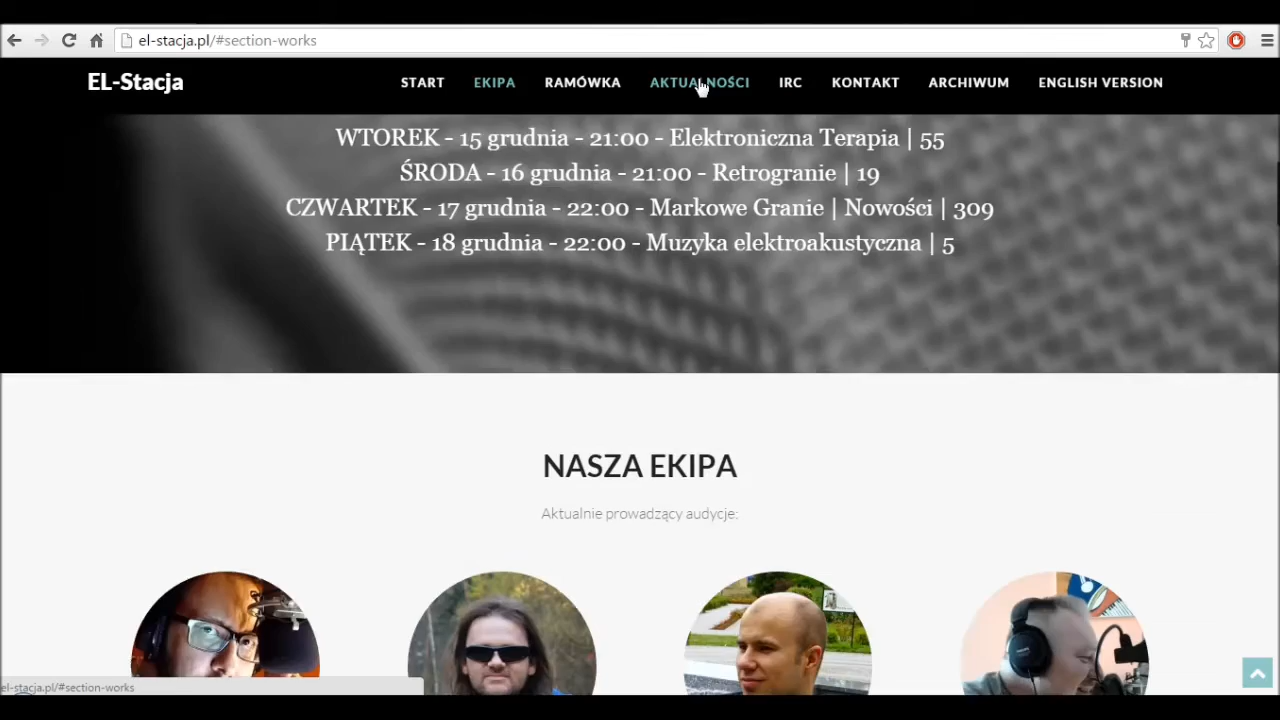 el-stacja.pl/#section-works
EL-Stacja
START EKIPA RAMÓWKA AKTUALNOŚCI IRC KONTAKT ARCHIWUM ENGLISH VERSION
WTOREK - 15 grudnia - 21:00 - Elektroniczna Terapia | 55
ŚRODA - 16 grudnia - 21:00 - Retrogranie | 19
CZWARTEK - 17 grudnia - 22:00 - Markowe Granie | Nowości | 309
PIĄTEK - 18 grudnia - 22:00 - Muzyka elektroakustyczna | 5
NASZA EKIPA
Aktualnie prowadzący audycje:
el-stacja.pl/#section-works